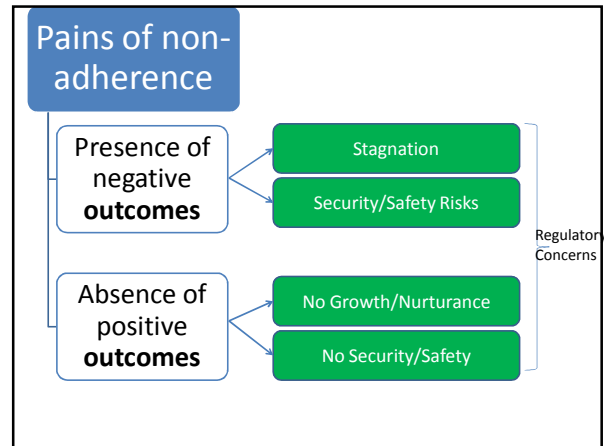 Pains of non-
adherence
Presence of
negative
outcomes
Stagnation
Security/Safety Risks
Regulatory
Concerns
Absence of
positive
outcomes
No Growth/Nurturance
No Security/Safety